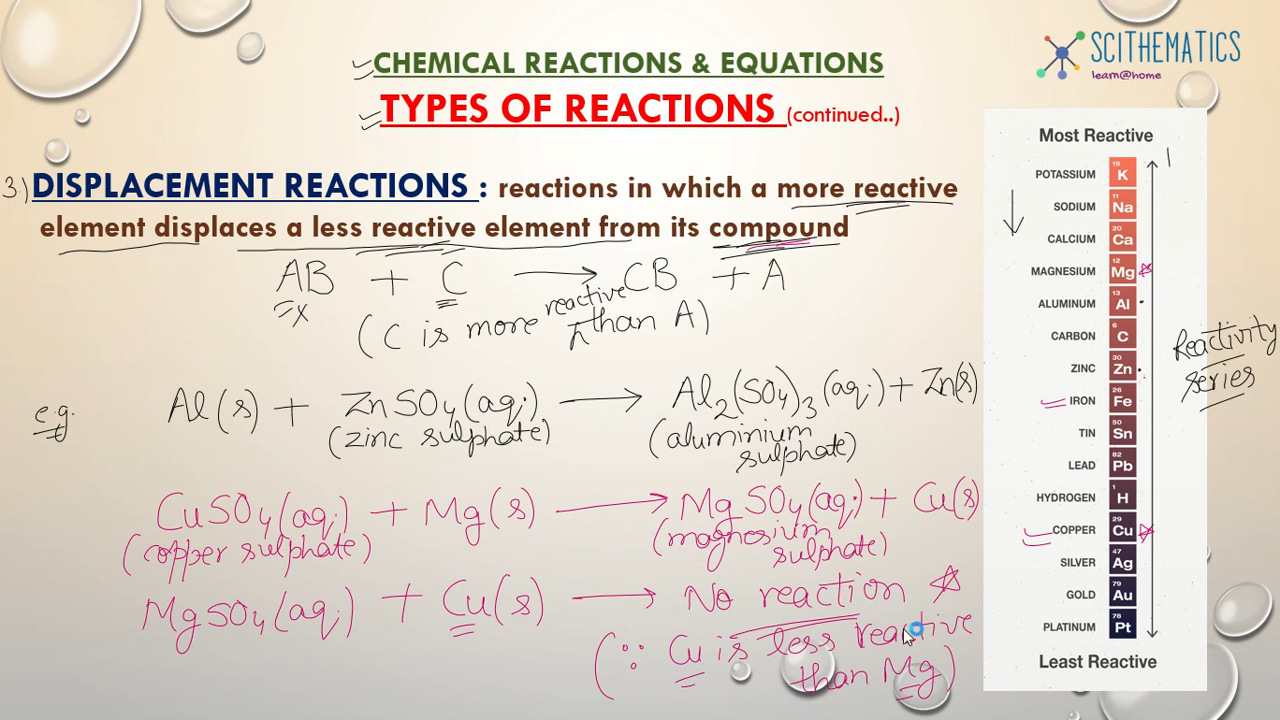 SCITHEMATICS
learn@home
CHEMICAL REACTIONS & EQUATIONS
TYPES OF REACTIONS (continued..)
3) DISPLACEMENT REACTIONS : reactions in which a more reactive
element displaces a less reactive element from its compound
AB + C → CB + A
(C is more reactive than A)
e.g. Al(s) + ZnSO4(aq.) → Al2(SO4)3(aq.) + Zn(s)
(zinc sulphate) (aluminium sulphate)
CuSO4(aq.) + Mg(s) → MgSO4(aq.) + Cu(s)
(copper sulphate) (magnesium sulphate)
MgSO4(aq.) + Cu(s) → No reaction
(∵ Cu is less reactive
than Mg)
Most Reactive
POTASSIUM 19 K
SODIUM 11 Na
CALCIUM 20 Ca
MAGNESIUM 12 Mg
ALUMINUM 13 Al
CARBON 6 C
ZINC 30 Zn
IRON 26 Fe
TIN 50 Sn
LEAD 82 Pb
HYDROGEN 1 H
COPPER 29 Cu
SILVER 47 Ag
GOLD 79 Au
PLATINUM 78 Pt
Least Reactive
Reactivity
series